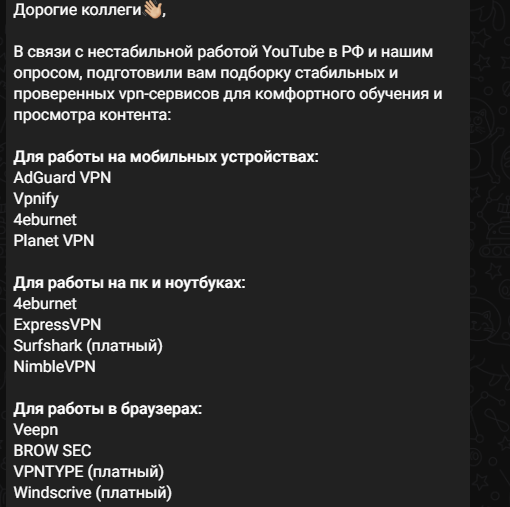 Дорогие коллеги👋🏼,
В связи с нестабильной работой YouTube в РФ и нашим
опросом, подготовили вам подборку стабильных и
проверенных vpn-сервисов для комфортного обучения и
просмотра контента:
Для работы на мобильных устройствах:
AdGuard VPN
Vpnify
4eburnet
Planet VPN
Для работы на пк и ноутбуках:
4eburnet
ExpressVPN
Surfshark (платный)
NimbleVPN
Для работы в браузерах:
Veepn
BROW SEC
VPNTYPE (платный)
Windscrive (платный)